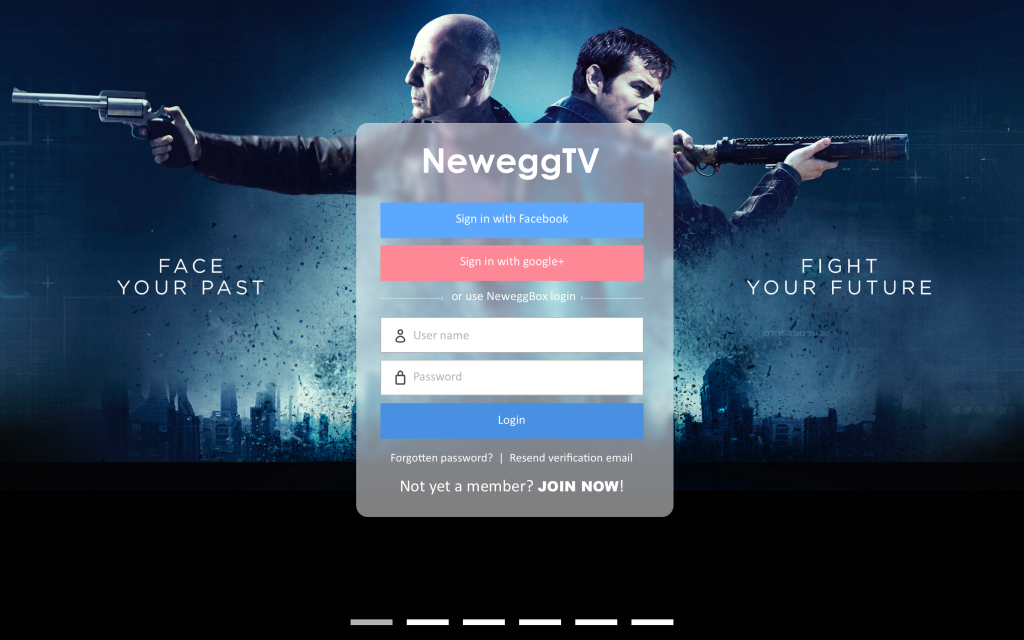 NeweggTV
Sign in with Facebook
Sign in with google+
FACE
YOUR PAST
FIGHT
YOUR FUTURE
or use NeweggBox login
User name
Password
Login
Forgotten password? | Resend verification email
Not yet a member? JOIN NOW!